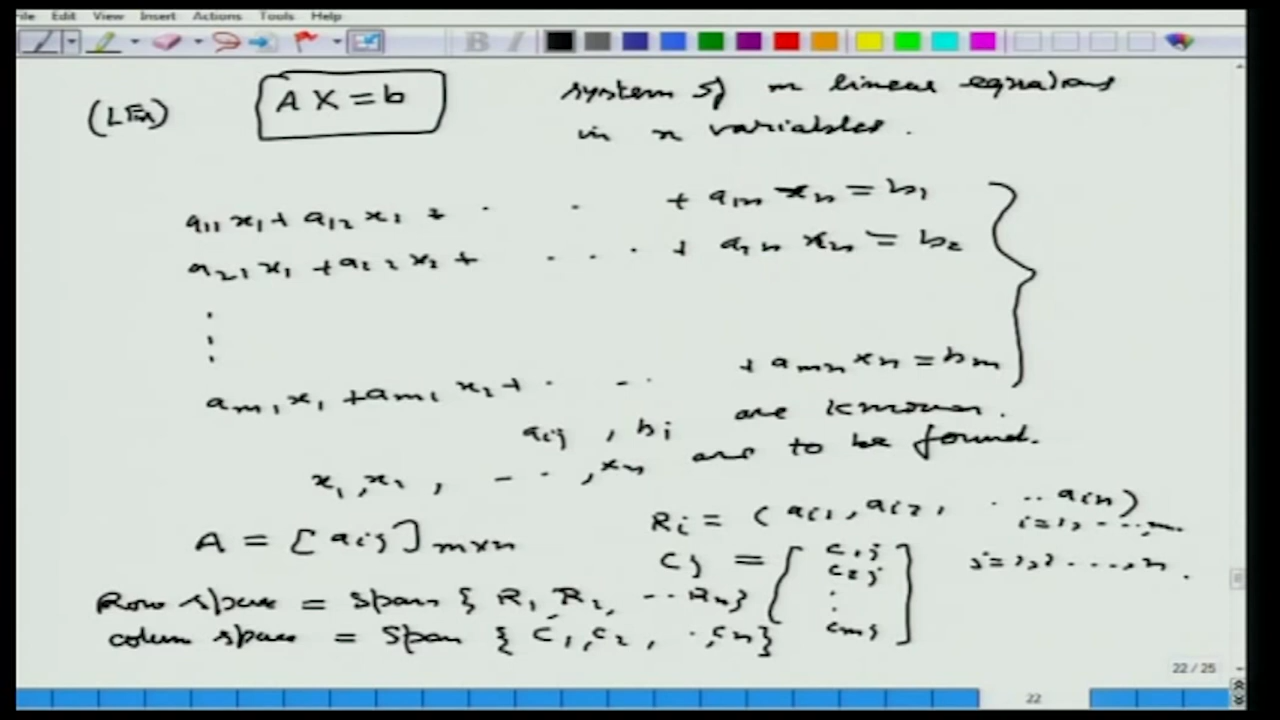 File Edit View Insert Actions Tools Help
(LEq) AX = b system of m linear equations
in n variables.
a11 x1 + a12 x2 + . . + a1n xn = b1
a21 x1 + a22 x2 + . . . . + a2n xn = b2
am1 x1 + am2 x2 + . . . + amn xn = bm
aij , bi are known.
x1, x2, - . , xn are to be found.
A = [aij]m×n
Ri = (ai1, ai2, . .. ain) i=1, . . . , m.
Cj = [c1j c2j . . cmj] j=1,2 . . . , n.
Row space = Span { R1, R2, .. Rn}
colum space = Span { C1, C2, . , Cn}
22 / 25
22